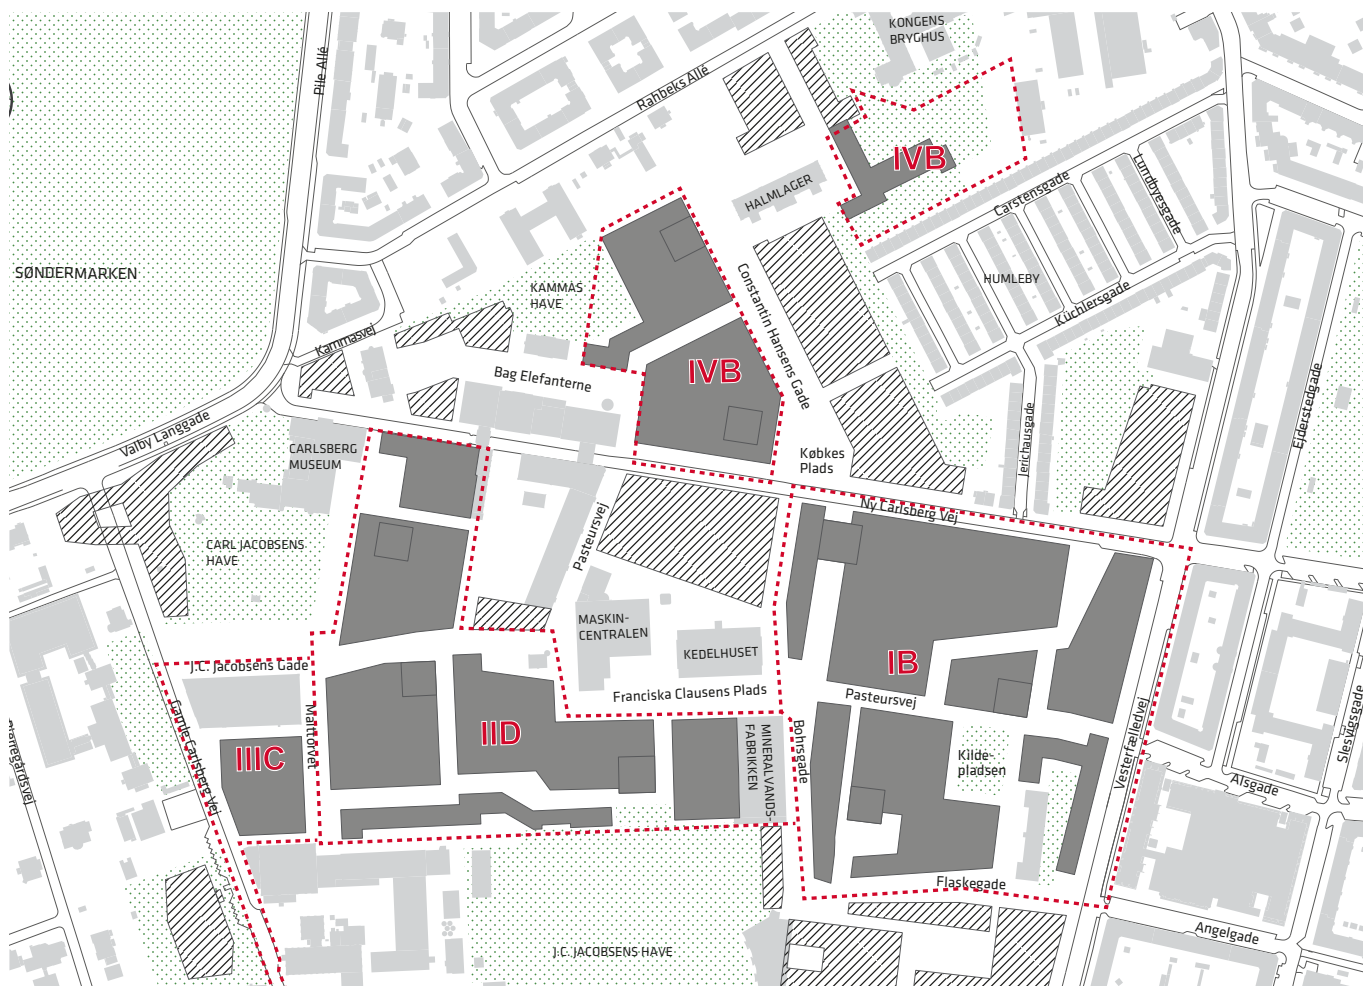 KONGENS
BRYGHUS
Pile Allé
Rahbeks Allé
IVB
HALMLAGER
Carstensgade
Lundbyesgade
SØNDERMARKEN
KAMMAS
HAVE
Constantin Hansens Gade
HUMLEBY
Küchlersgade
Kammasvej
Bag Elefanterne
IVB
Valby Langgade
CARLSBERG
MUSEUM
Købkes
Plads
Jerichausgade
Ejderstedgade
Ny Carlsberg Vej
Pasteursvej
CARL JACOBSENS
HAVE
MASKIN-
CENTRALEN
KEDELHUSET
IB
J.C. Jacobsens Gade
Franciska Clausens Plads
Pasteursvej
Gamle Carlsberg Vej
Maltorvet
IID
IIIC
MINERALVANDS-
FABRIKKEN
Bohrsgade
Kilde-
pladsen
Vesterfælledvej
Alsgade
Slesvigsgade
Flaskegade
Angelgade
J.C. JACOBSENS HAVE